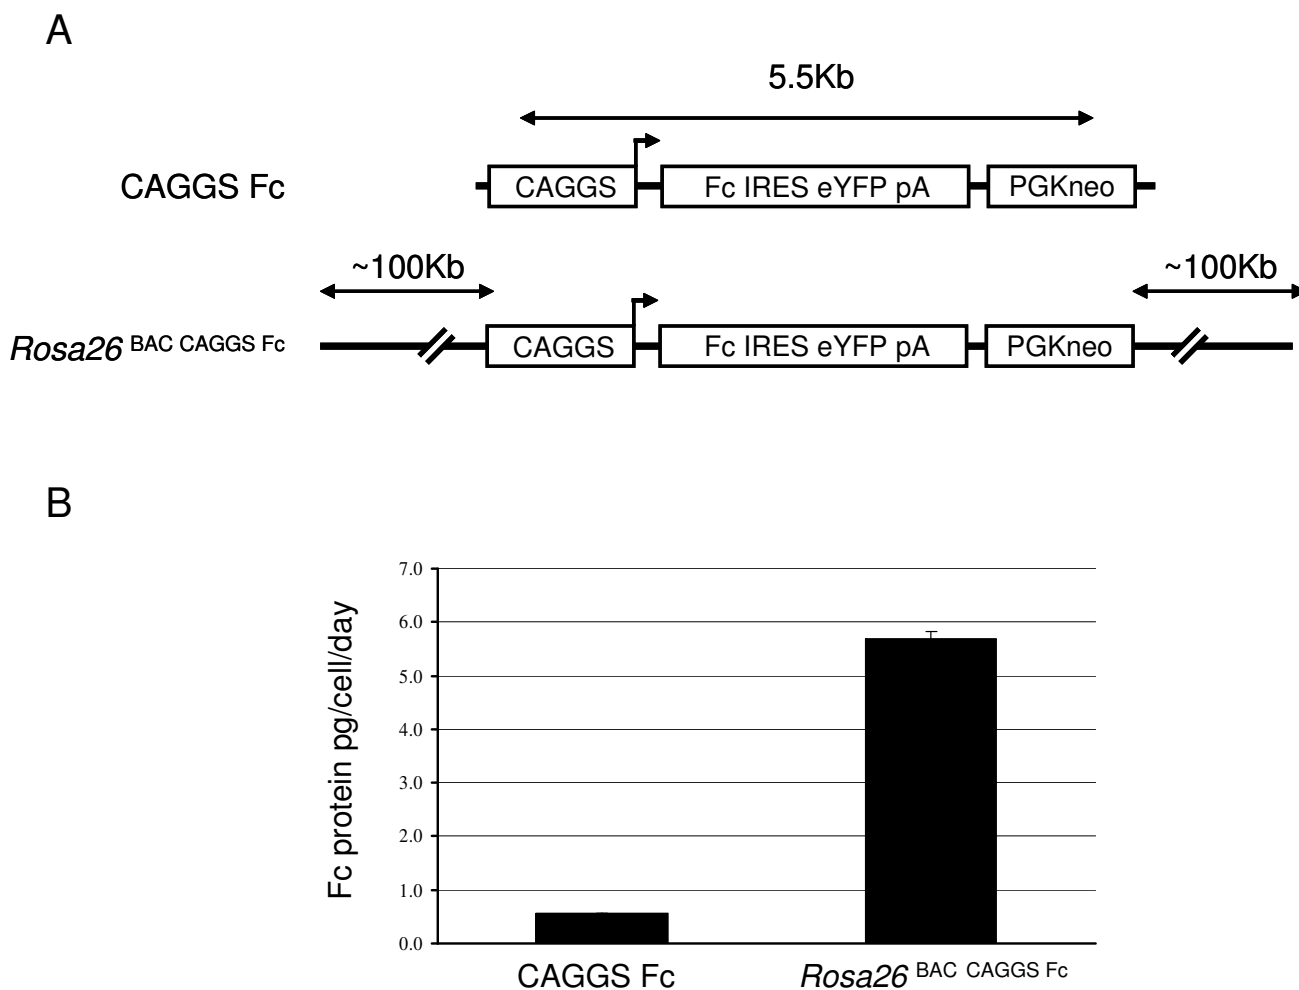 A
5.5Kb
CAGGS Fc
CAGGS
Fc IRES eYFP pA
PGKneo
~100Kb
~100Kb
Rosa26 BAC CAGGS Fc
CAGGS
Fc IRES eYFP pA
PGKneo
B
Fc protein pg/cell/day
7.0
6.0
5.0
4.0
3.0
2.0
1.0
0.0
CAGGS Fc
Rosa26 BAC CAGGS Fc